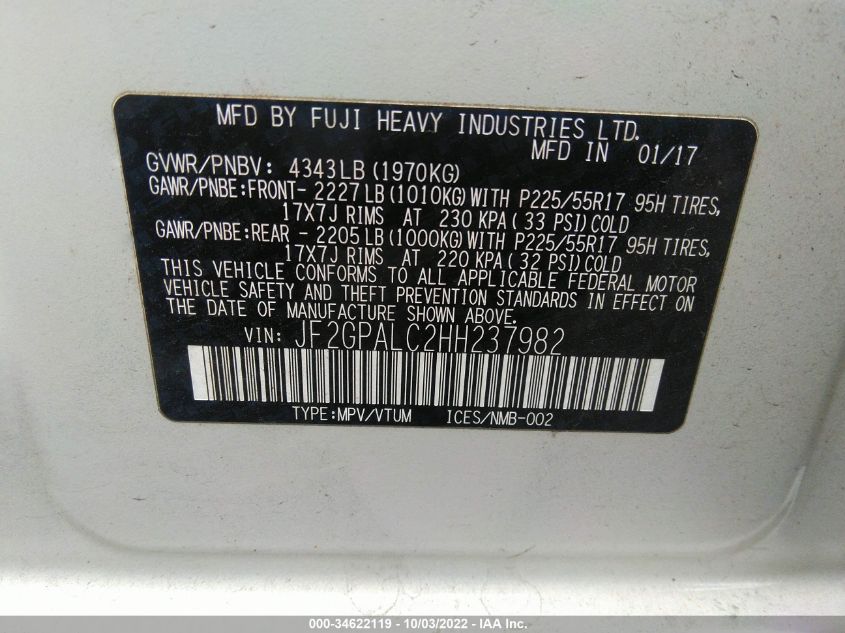 MFD BY FUJI HEAVY INDUSTRIES LTD.
MFD IN 01/17
GVWR/PNBV: 4343LB(1970KG)
GAWR/PNBE:FRONT- 2227LB(1010KG)WITH P225/55R17 95H TIRES,
17X7J RIMS AT 230 KPA(33 PSI)COLD
GAWR/PNBE:REAR - 2205LB(1000KG)WITH P225/55R17 95H TIRES,
17X7J RIMS AT 220 KPA(32 PSI)COLD
THIS VEHICLE CONFORMS TO ALL APPLICABLE FEDERAL MOTOR
VEHICLE SAFETY AND THEFT PREVENTION STANDARDS IN EFFECT ON
THE DATE OF MANUFACTURE SHOWN ABOVE.
VIN: JF2GPALC2HH237982
TYPE:MPV/VTUM ICES/NMB-002
000-34622119 - 10/03/2022 - IAA Inc.